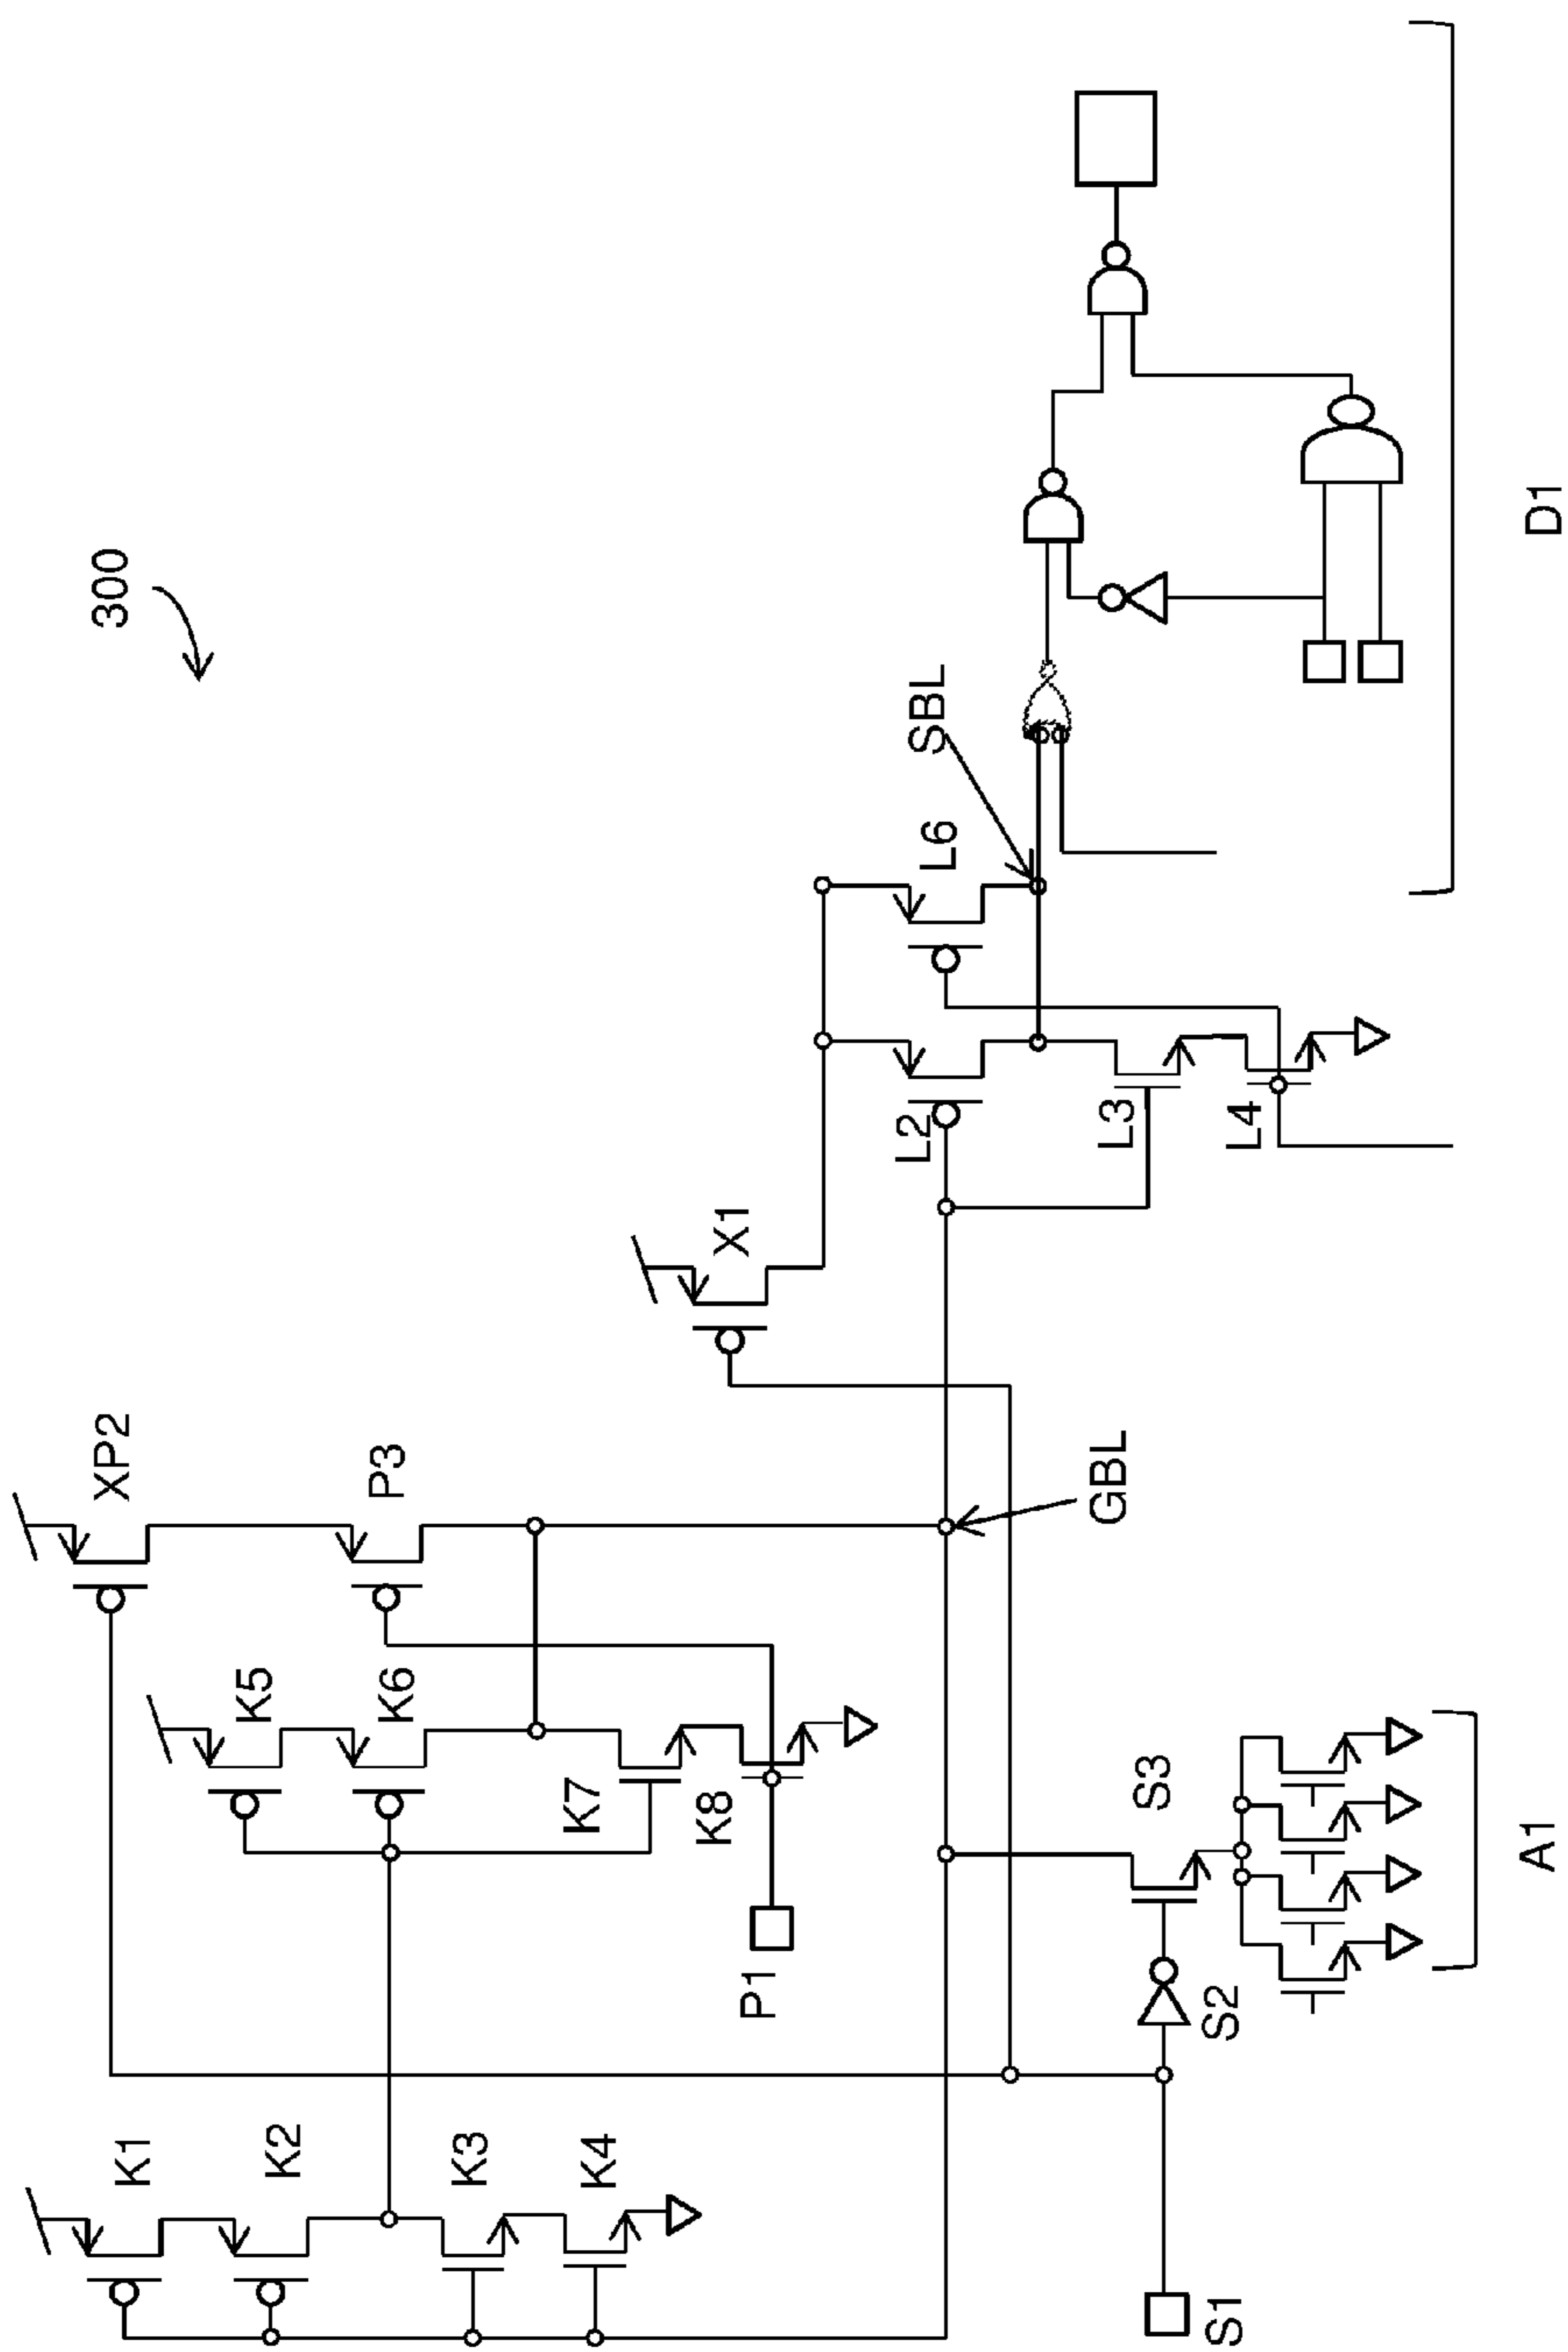 300
XP2
P3
K5
K6
K7
K8
P1
K1
K2
K3
K4
X1
L2
L3
L4
L6
SBL
GBL
S1
S2
S3
A1
D1